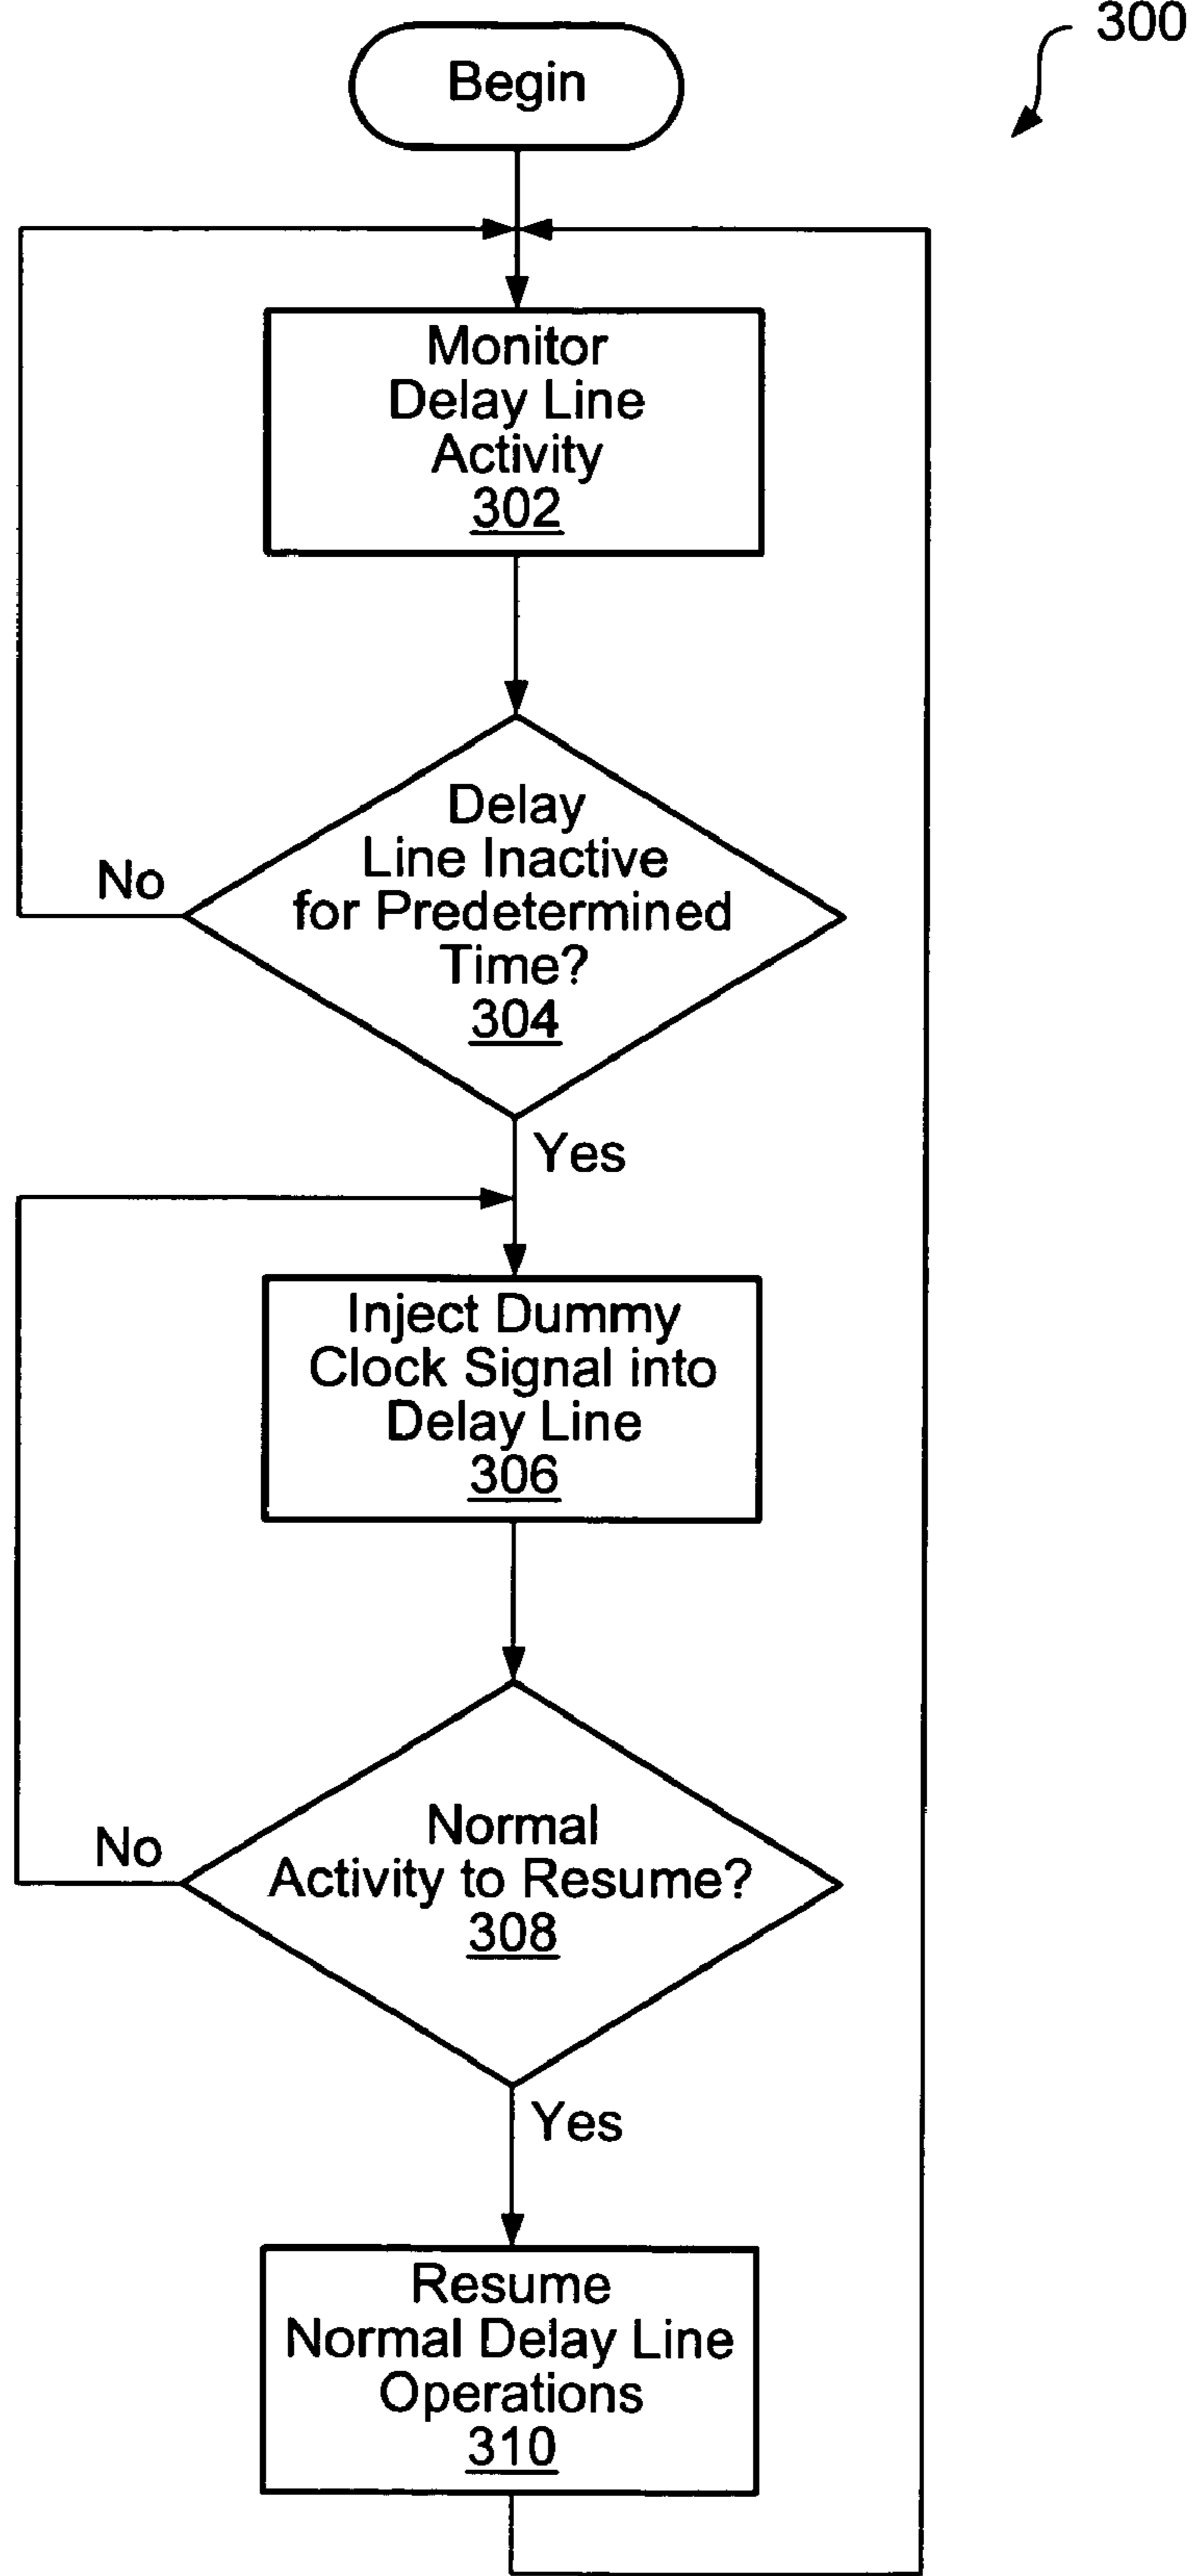 300
Begin
Monitor
Delay Line
Activity
302
Delay
Line Inactive
for Predetermined
Time?
304
No
Yes
Inject Dummy
Clock Signal into
Delay Line
306
Normal
Activity to Resume?
308
No
Yes
Resume
Normal Delay Line
Operations
310